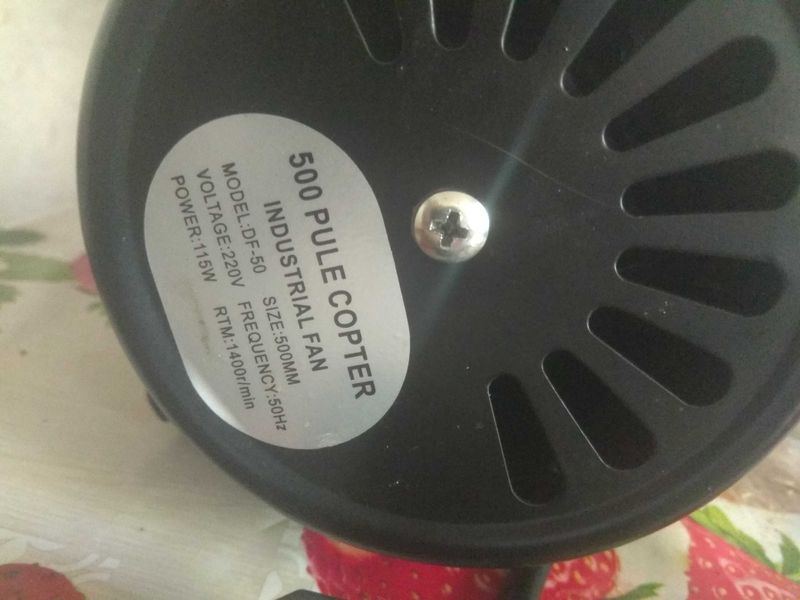 500 PULE COPTER
INDUSTRIAL FAN
MODEL:DF-50 SIZE:500MM
VOLTAGE:220V FREQUENCY:50Hz
POWER:115W RTM:1400r/min